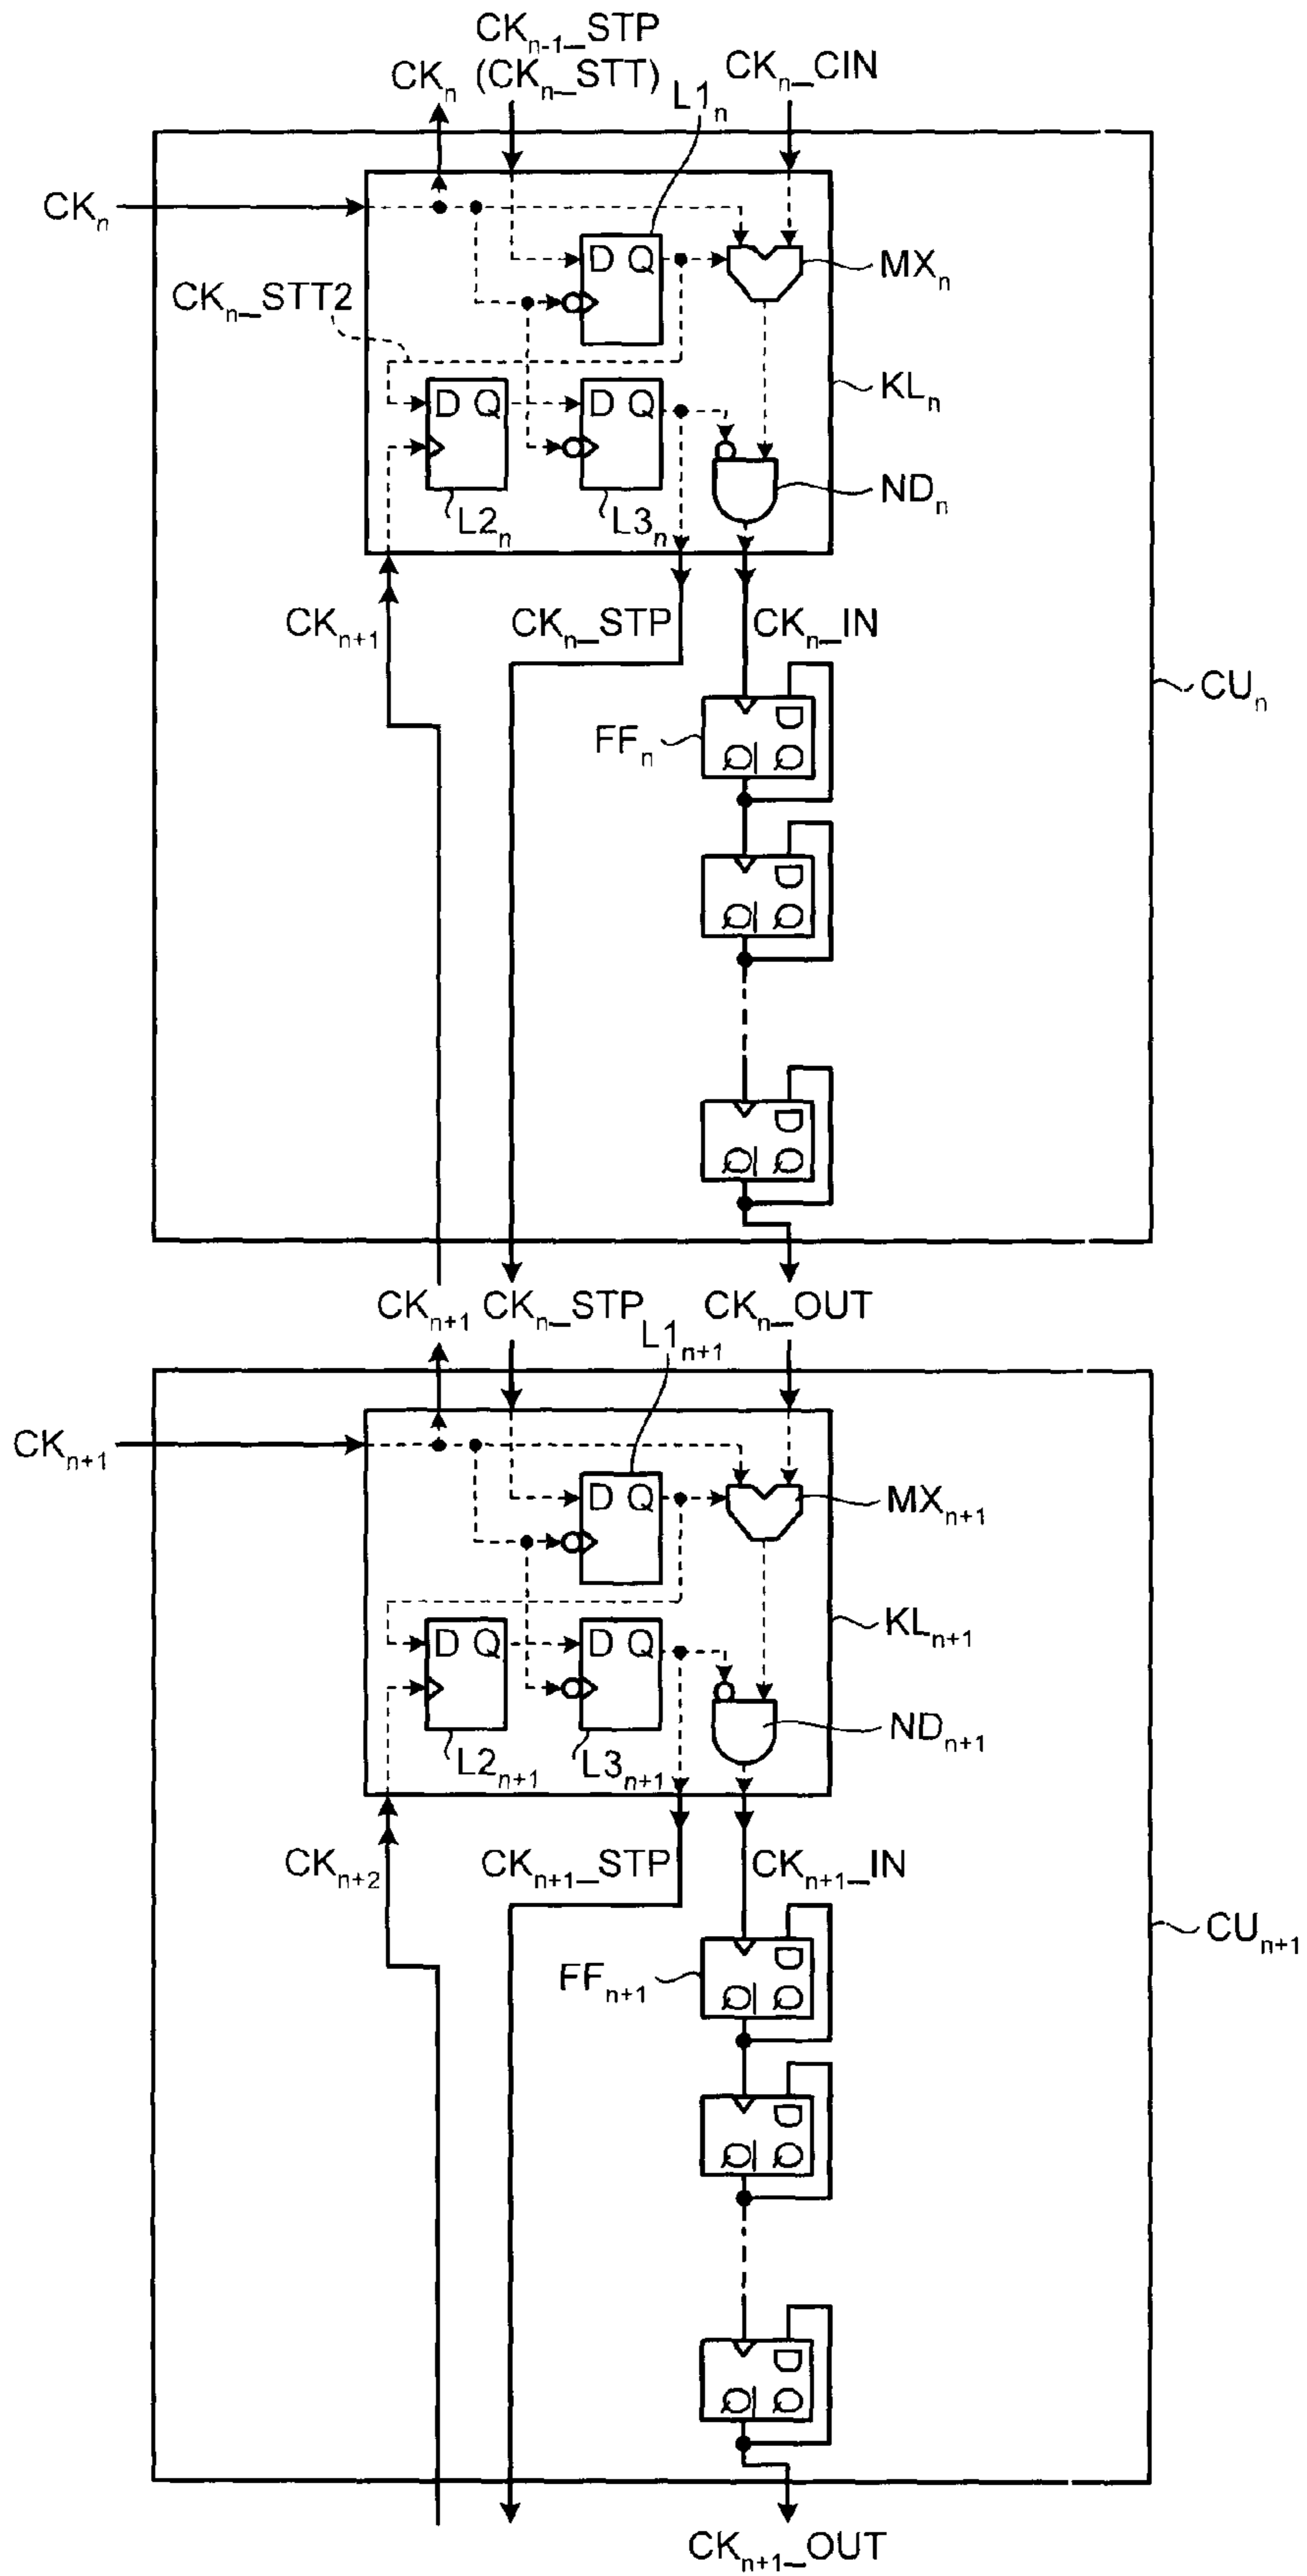 CKn-1_STP
CKn (CKn_STT) CKn_CIN
L1n
CKn
D Q
MXn
CKn_STT2
D Q D Q
KLn
NDn
L2n L3n
CKn+1 CKn_STP CKn_IN
CUn
D
FFn
Q Q
D
Q Q
D
Q Q
CKn+1 CKn_STP CKn_OUT
L1n+1
CKn+1
D Q
MXn+1
D Q D Q
KLn+1
NDn+1
L2n+1 L3n+1
CKn+2 CKn+1_STP CKn+1_IN
CUn+1
D
FFn+1
Q Q
D
Q Q
D
Q Q
CKn+1_OUT